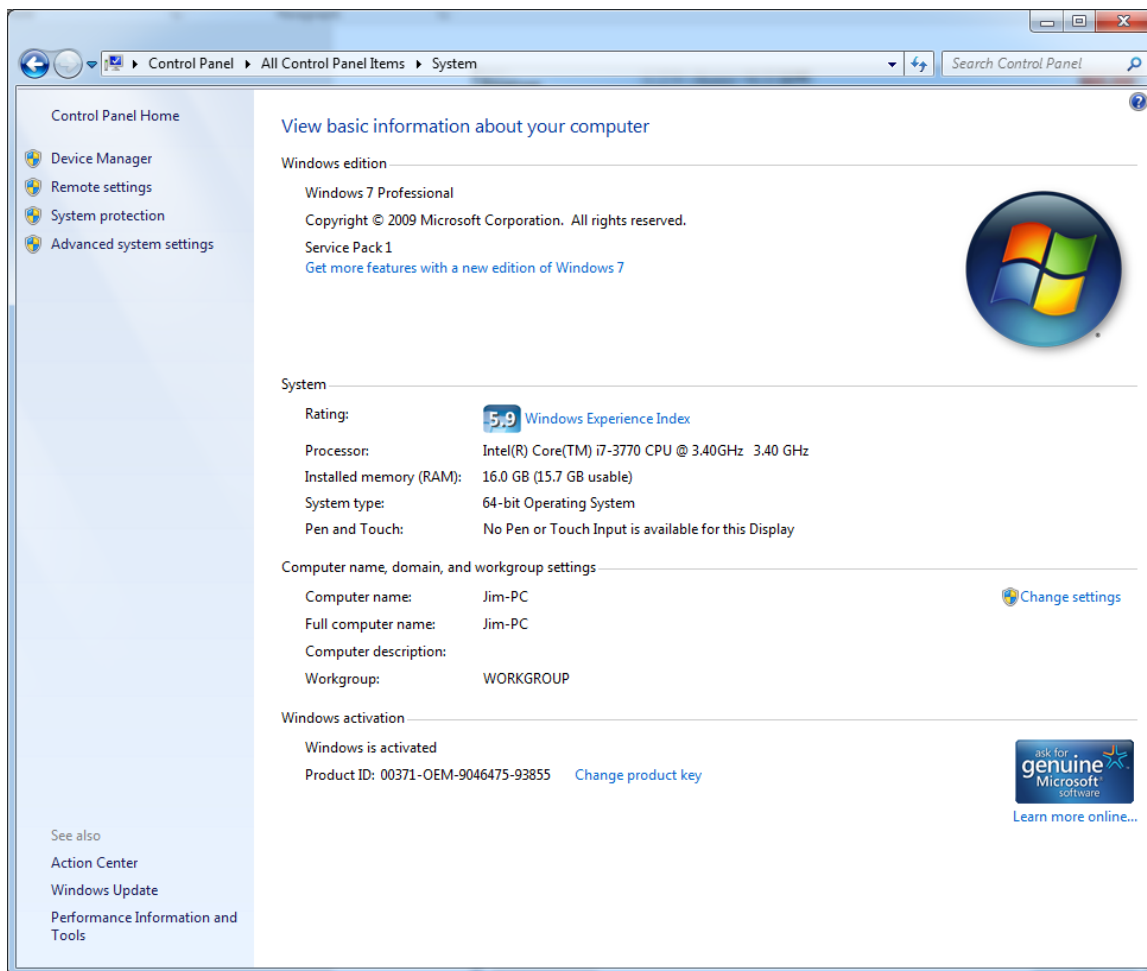 Control Panel ▸ All Control Panel Items ▸ System
Search Control Panel
Control Panel Home
Device Manager
Remote settings
System protection
Advanced system settings
See also
Action Center
Windows Update
Performance Information and
Tools
View basic information about your computer
Windows edition
Windows 7 Professional
Copyright © 2009 Microsoft Corporation. All rights reserved.
Service Pack 1
Get more features with a new edition of Windows 7
System
Rating: 5.9 Windows Experience Index
Processor: Intel(R) Core(TM) i7-3770 CPU @ 3.40GHz 3.40 GHz
Installed memory (RAM): 16.0 GB (15.7 GB usable)
System type: 64-bit Operating System
Pen and Touch: No Pen or Touch Input is available for this Display
Computer name, domain, and workgroup settings
Computer name: Jim-PC Change settings
Full computer name: Jim-PC
Computer description:
Workgroup: WORKGROUP
Windows activation
Windows is activated
Product ID: 00371-OEM-9046475-93855 Change product key
ask for
genuine
Microsoft
software
Learn more online...